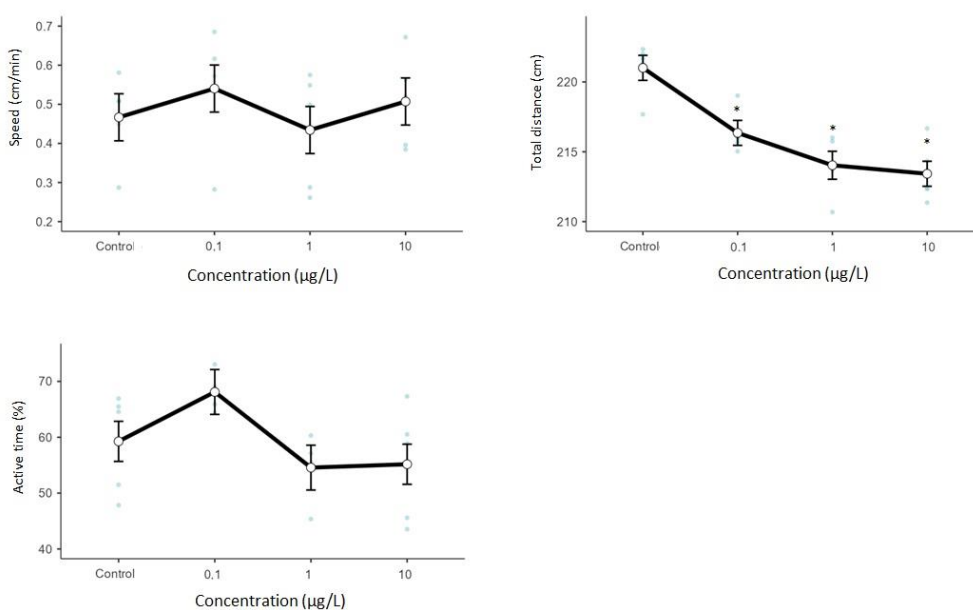 Speed (cm/min)
0.7
0.6
0.5
0.4
0.3
0.2
Control
0.1
1
10
Concentration (µg/L)
Total distance (cm)
220
215
210
*
*
*
Control
0.1
1
10
Concentration (µg/L)
Active time (%)
70
60
50
40
Control
0,1
1
10
Concentration (µg/L)